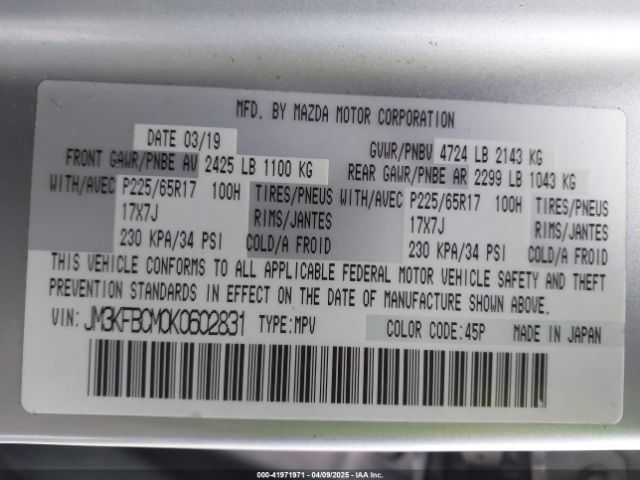 MFD. BY MAZDA MOTOR CORPORATION
DATE 03/19 GVWR/PNBV 4724 LB 2143 KG
FRONT GAWR/PNBE AV 2425 LB 1100 KG REAR GAWR/PNBE AR 2299 LB 1043 KG
WITH/AVEC P225/65R17 100H TIRES/PNEUS WITH/AVEC P225/65R17 100H TIRES/PNEUS
17X7J RIMS/JANTES 17X7J RIMS/JANTES
230 KPA/34 PSI COLD/A FROID 230 KPA/34 PSI COLD/A FROID
THIS VEHICLE CONFORMS TO ALL APPLICABLE FEDERAL MOTOR VEHICLE SAFETY AND THEFT
PREVENTION STANDARDS IN EFFECT ON THE DATE OF MANUFACTURE SHOWN ABOVE.
VIN: JM3KFBCM0K0602831 TYPE:MPV COLOR CODE:45P MADE IN JAPAN
000-41971971 | 04/09/2025 | IAA Inc.